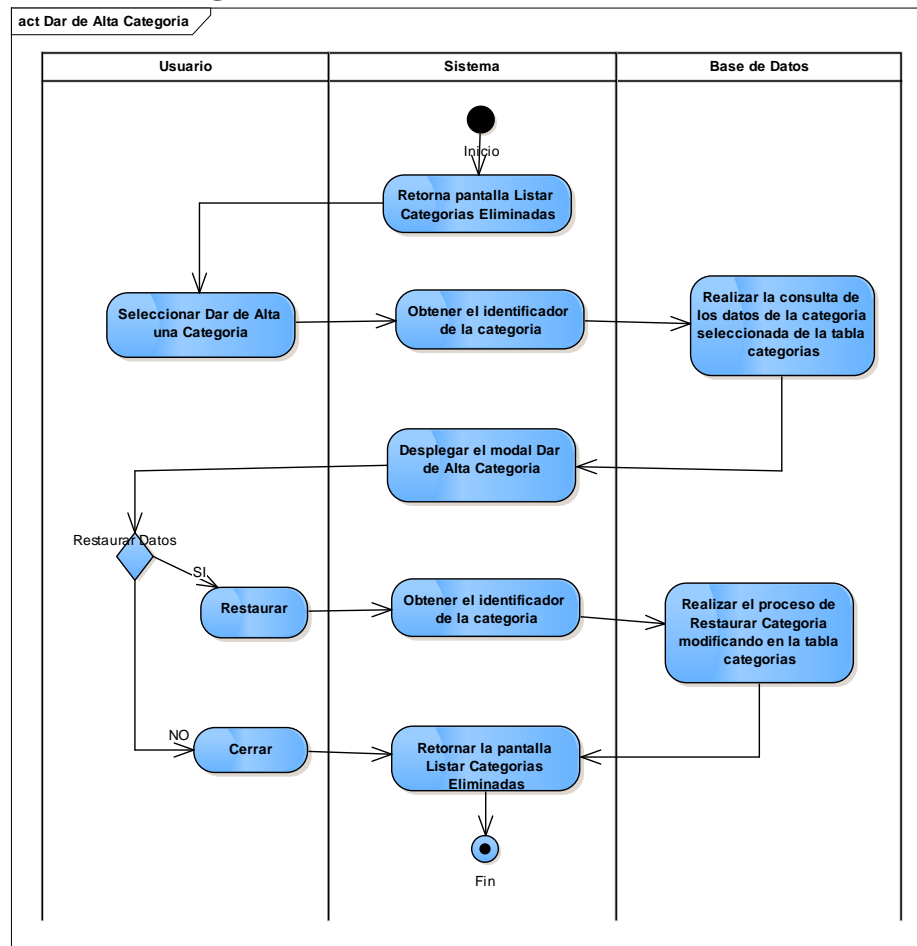 act Dar de Alta Categoria
Usuario
Sistema
Base de Datos
Inicio
Retorna pantalla Listar
Categorias Eliminadas
Seleccionar Dar de Alta
una Categoria
Obtener el identificador
de la categoria
Realizar la consulta de
los datos de la categoria
seleccionada de la tabla
categorias
Desplegar el modal Dar
de Alta Categoria
Restaurar Datos
SI
Restaurar
Obtener el identificador
de la categoria
Realizar el proceso de
Restaurar Categoria
modificando en la tabla
categorias
NO
Cerrar
Retornar la pantalla
Listar Categorias
Eliminadas
Fin